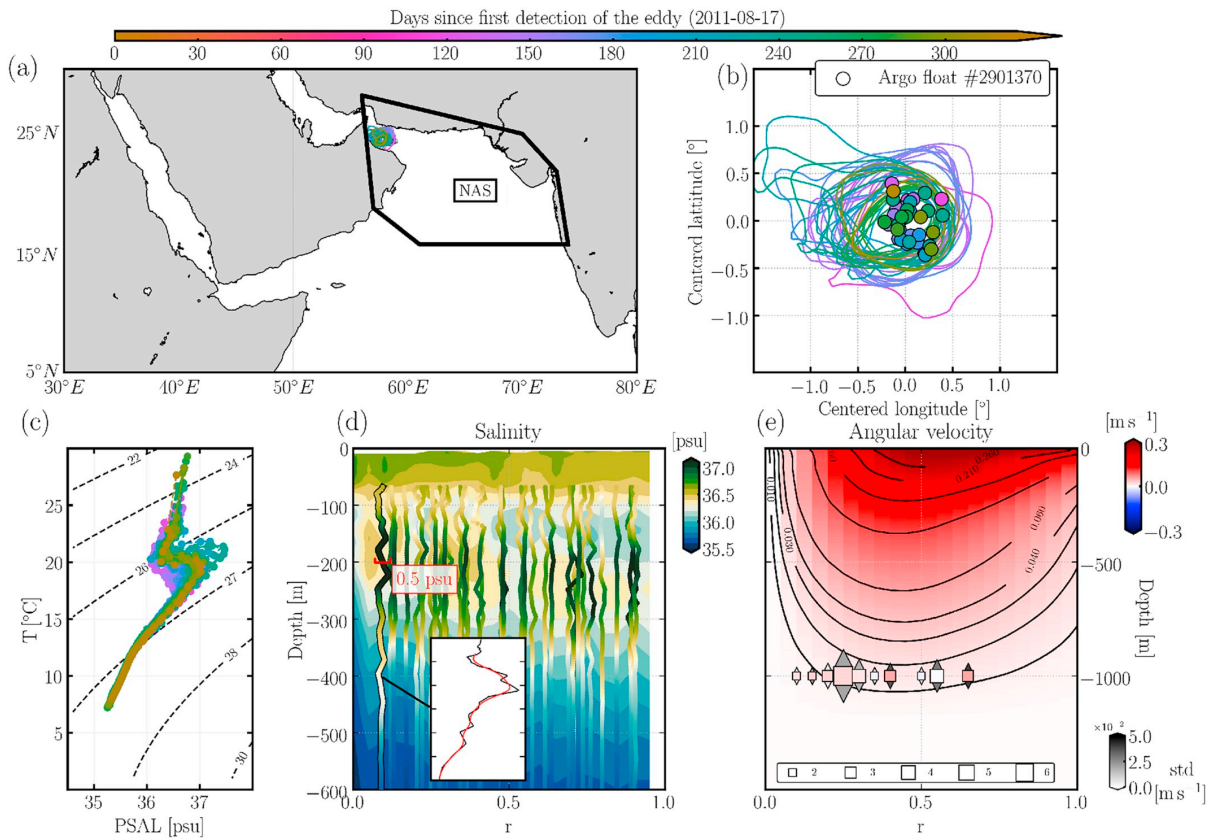 Days since first detection of the eddy (2011-08-17)
0 30 60 90 120 150 180 210 240 270 300
(a)
25°N
15°N
5°N
30°E 40°E 50°E 60°E 70°E 80°E
NAS
(b)
Argo float #2901370
Centered lattitude [°]
1.0
0.5
0.0
−0.5
−1.0
−1.0 −0.5 0.0 0.5 1.0
Centered longitude [°]
(c)
T [°C]
25
20
15
10
5
22
24
26
27
28
30
35 36 37
PSAL [psu]
(d)
Salinity
[psu]
37.0
36.5
36.0
35.5
Depth [m]
0
−100
−200
−300
−400
−500
−600
0.5 psu
0.0 0.5 1.0
r
(e)
Angular velocity
[m s⁻¹]
0.3
0.0
−0.3
0
−500
−1000
Depth [m]
0.010
0.030
0.260
0.210
0.060
0.040
2 3 4 5 6
0.0 0.5 1.0
r
×10⁻²
5.0
2.5
0.0
std
[m s⁻¹]